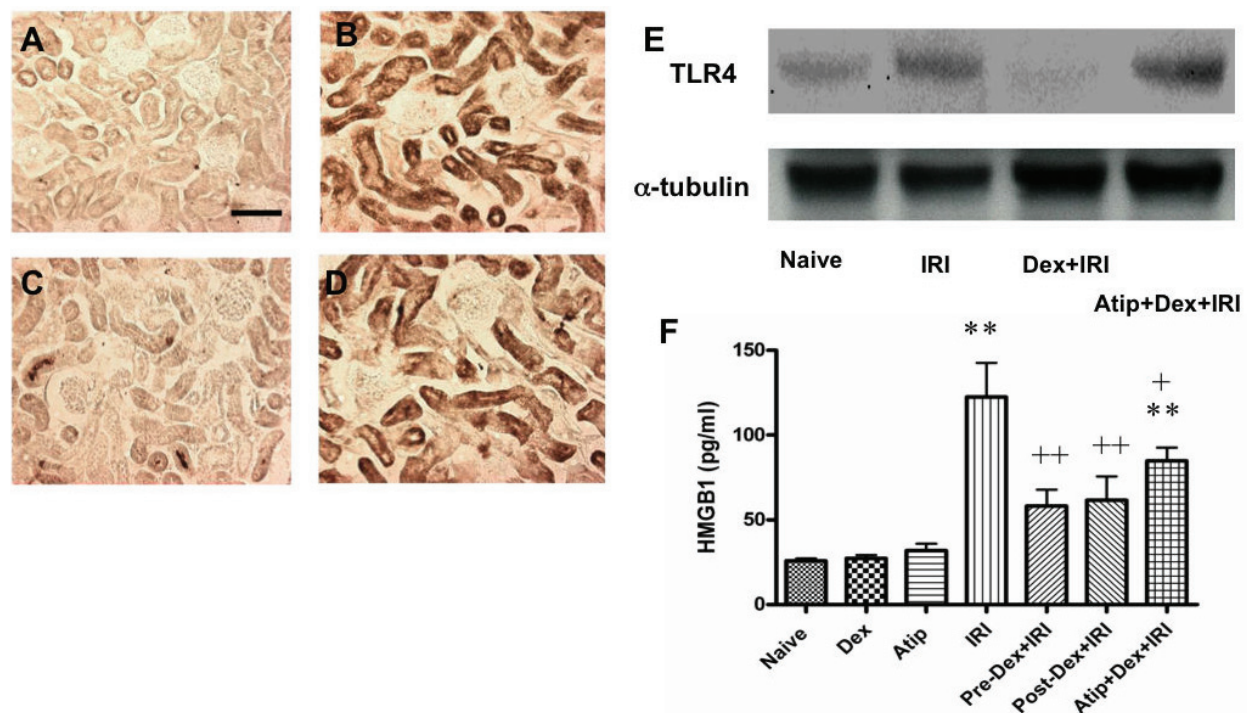 A
B
C
D
E
TLR4
α-tubulin
Naive
IRI
Dex+IRI
Atip+Dex+IRI
F
HMGB1 (pg/ml)
150
100
50
0
**
++
++
+
**
Naive
Dex
Atip
IRI
Pre-Dex+IRI
Post-Dex+IRI
Atip+Dex+IRI